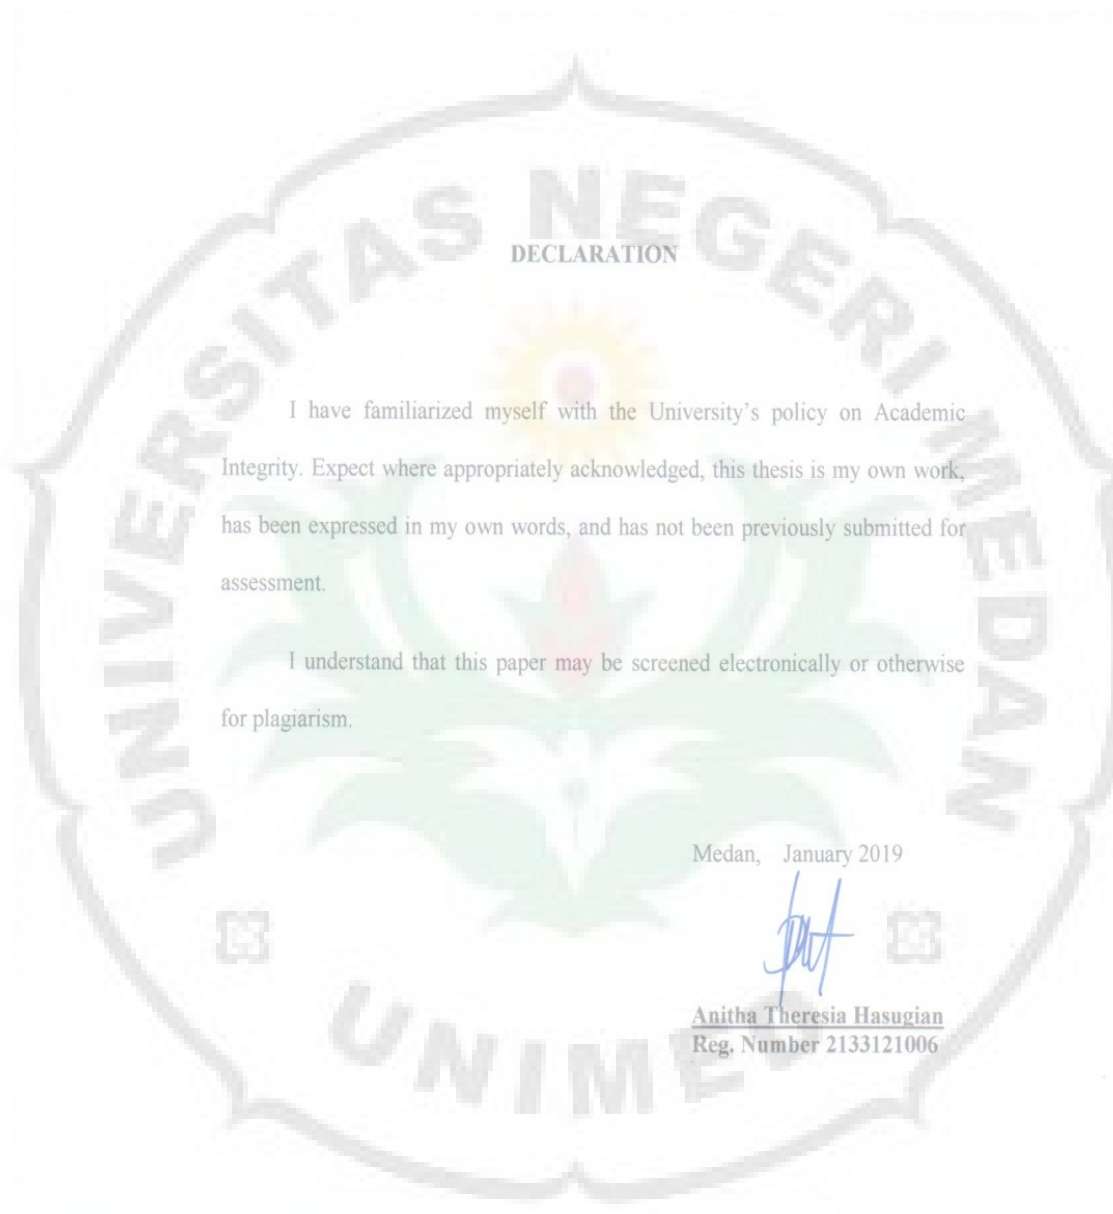 UNIVERSITAS NEGERI MEDAN
DECLARATION
I have familiarized myself with the University's policy on Academic
Integrity. Expect where appropriately acknowledged, this thesis is my own work,
has been expressed in my own words, and has not been previously submitted for
assessment.
I understand that this paper may be screened electronically or otherwise
for plagiarism.
Medan, January 2019
Anitha Theresia Hasugian
Reg. Number 2133121006
UNIMED